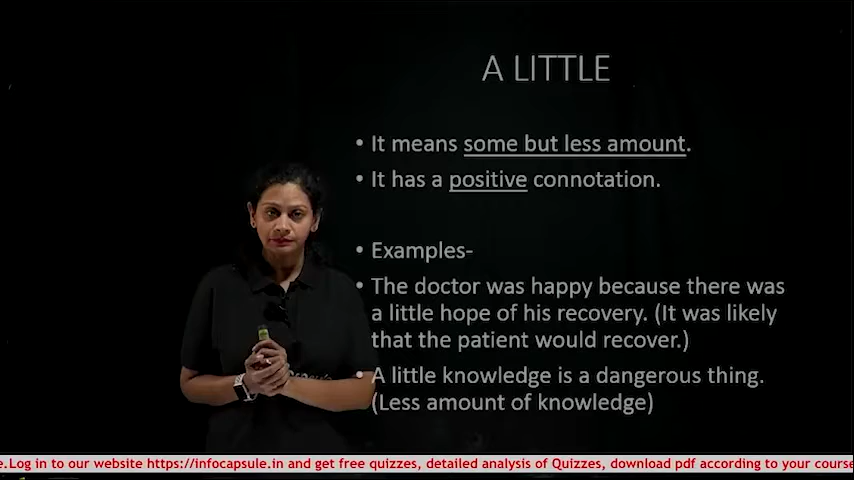 A LITTLE
• It means some but less amount.
• It has a positive connotation.
• Examples-
• The doctor was happy because there was
a little hope of his recovery. (It was likely
that the patient would recover.)
• A little knowledge is a dangerous thing.
(Less amount of knowledge)
e.Log in to our website https://infocapsule.in and get free quizzes, detailed analysis of Quizzes, download pdf according to your course